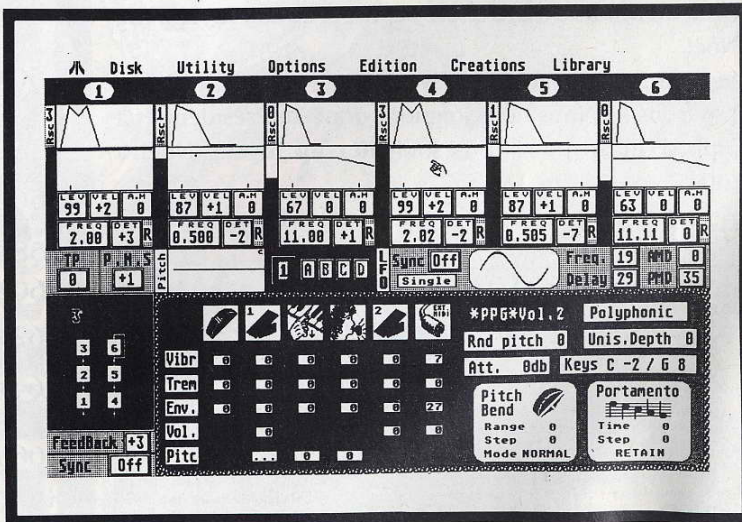 Disk Utility Options Edition Creations Library
1 2 3 4 5 6
3 Rsc 1 Rsc 0 Rsc 3 Rsc 1 Rsc 0 Rsc
LEV VEL A.M LEV VEL A.M LEV VEL A.M LEV VEL A.M LEV VEL A.M LEV VEL A.M
99 +2 0 87 +1 0 67 0 0 99 +2 0 87 +1 0 63 0 0
FREQ DET FREQ DET FREQ DET FREQ DET FREQ DET FREQ DET
2.00 +3 R 0.500 -2 R 11.00 +1 R 2.02 -2 R 0.505 -7 R 11.11 0 R
TP P.M S Pitch c 1 A B C D LFO Sync Off Freq. 19 AMD 0
0 +1 Single Delay 29 PMD 35
1 2 EXT. MIDI *PPG*Vol.2 Polyphonic
3 6 Rnd pitch 0 Unis.Depth 0
Vibr 0 0 0 0 0 7
2 5 Att. 0db Keys C -2 / G 8
Trem 0 0 0 0 0 0
1 4 Env. 0 0 0 0 0 27
Pitch Bend Portamento
Vol. 0 0 0
Range 0 Time 0
FeedBack +3
Step 0 Step 0
Sync Off Pitc ... 0 0
Mode NORMAL RETAIN